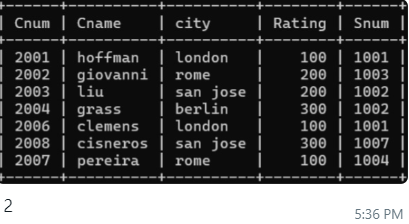 | Cnum | Cname | city | Rating | Snum |
| 2001 | hoffman | london | 100 | 1001 |
| 2002 | giovanni | rome | 200 | 1003 |
| 2003 | liu | san jose | 200 | 1002 |
| 2004 | grass | berlin | 300 | 1002 |
| 2006 | clemens | london | 100 | 1001 |
| 2008 | cisneros | san jose | 300 | 1007 |
| 2007 | pereira | rome | 100 | 1004 |
2
5:36 PM